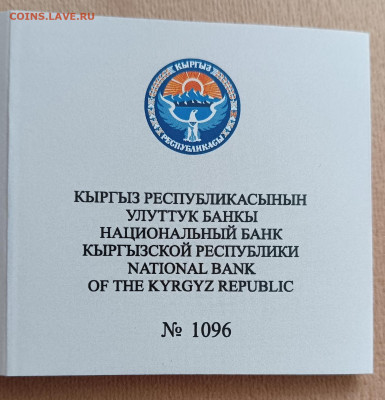 COINS.LAVE.RU
КЫРГЫЗ
РЕСПУБЛИКАСЫ
КЫРГЫЗ РЕСПУБЛИКАСЫНЫН
УЛУТТУК БАНКЫ
НАЦИОНАЛЬНЫЙ БАНК
КЫРГЫЗСКОЙ РЕСПУБЛИКИ
NATIONAL BANK
OF THE KYRGYZ REPUBLIC
№ 1096